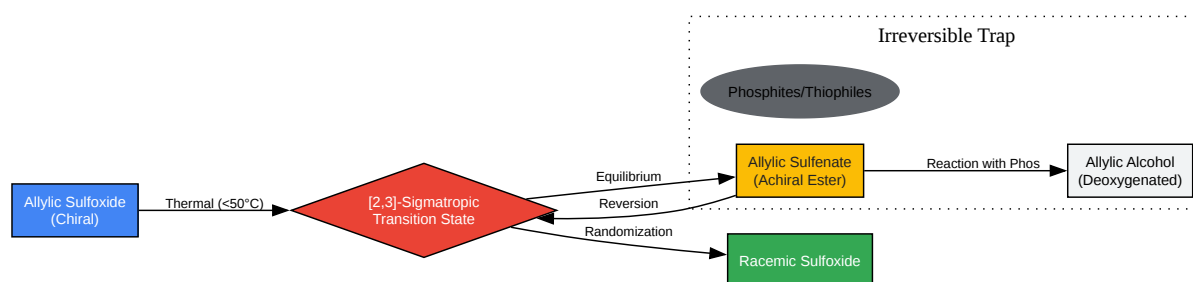 Irreversible Trap
Phosphites/Thiophiles
Allylic Sulfoxide
(Chiral)
Thermal (<50°C)
[2,3]-Sigmatropic
Transition State
Equilibrium
Reversion
Randomization
Allylic Sulfenate
(Achiral Ester)
Reaction with Phos
Allylic Alcohol
(Deoxygenated)
Racemic Sulfoxide